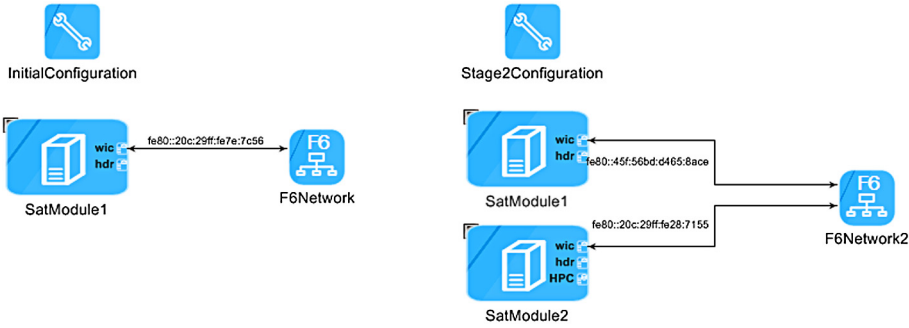 InitialConfiguration
wic
hdr
SatModule1
fe80::20c:29ff:fe7e:7c56
F6
F6Network
Stage2Configuration
wic
hdr
SatModule1
fe80::45f:56bd:d465:8ace
wic
hdr
HPC
SatModule2
fe80::20c:29ff:fe28:7155
F6
F6Network2